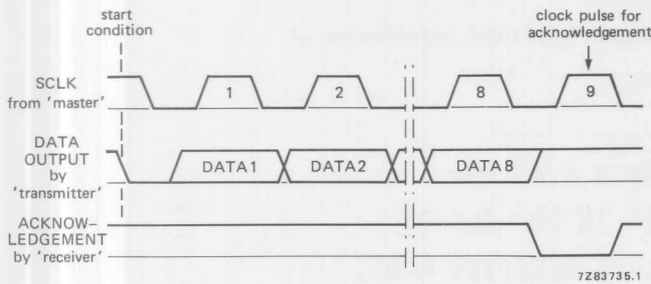 start
condition
clock pulse for
acknowledgement
SCLK
from 'master'
1
2
8
9
DATA
OUTPUT
by
'transmitter'
DATA1
DATA2
DATA8
ACKNOW-
LEDGEMENT
by 'receiver'
7Z83735.1